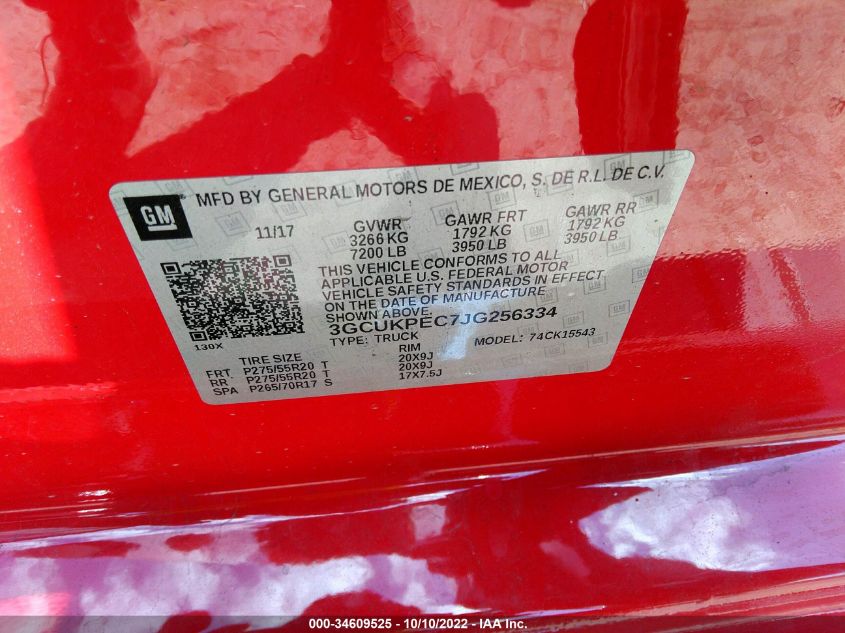 GM
MFD BY GENERAL MOTORS DE MEXICO, S. DE R.L. DE C.V.
11/17 GVWR GAWR FRT GAWR RR
3266 KG 1792 KG 1792 KG
7200 LB 3950 LB 3950 LB
THIS VEHICLE CONFORMS TO ALL
APPLICABLE U.S. FEDERAL MOTOR
VEHICLE SAFETY STANDARDS IN EFFECT
ON THE DATE OF MANUFACTURE
SHOWN ABOVE.
3GCUKPEC7JG256334
TYPE: TRUCK MODEL: 74CK15543
130X
TIRE SIZE RIM
FRT P275/55R20 T 20X9J
RR P275/55R20 T 20X9J
SPA P265/70R17 S 17X7.5J
000-34609525 - 10/10/2022 - IAA Inc.